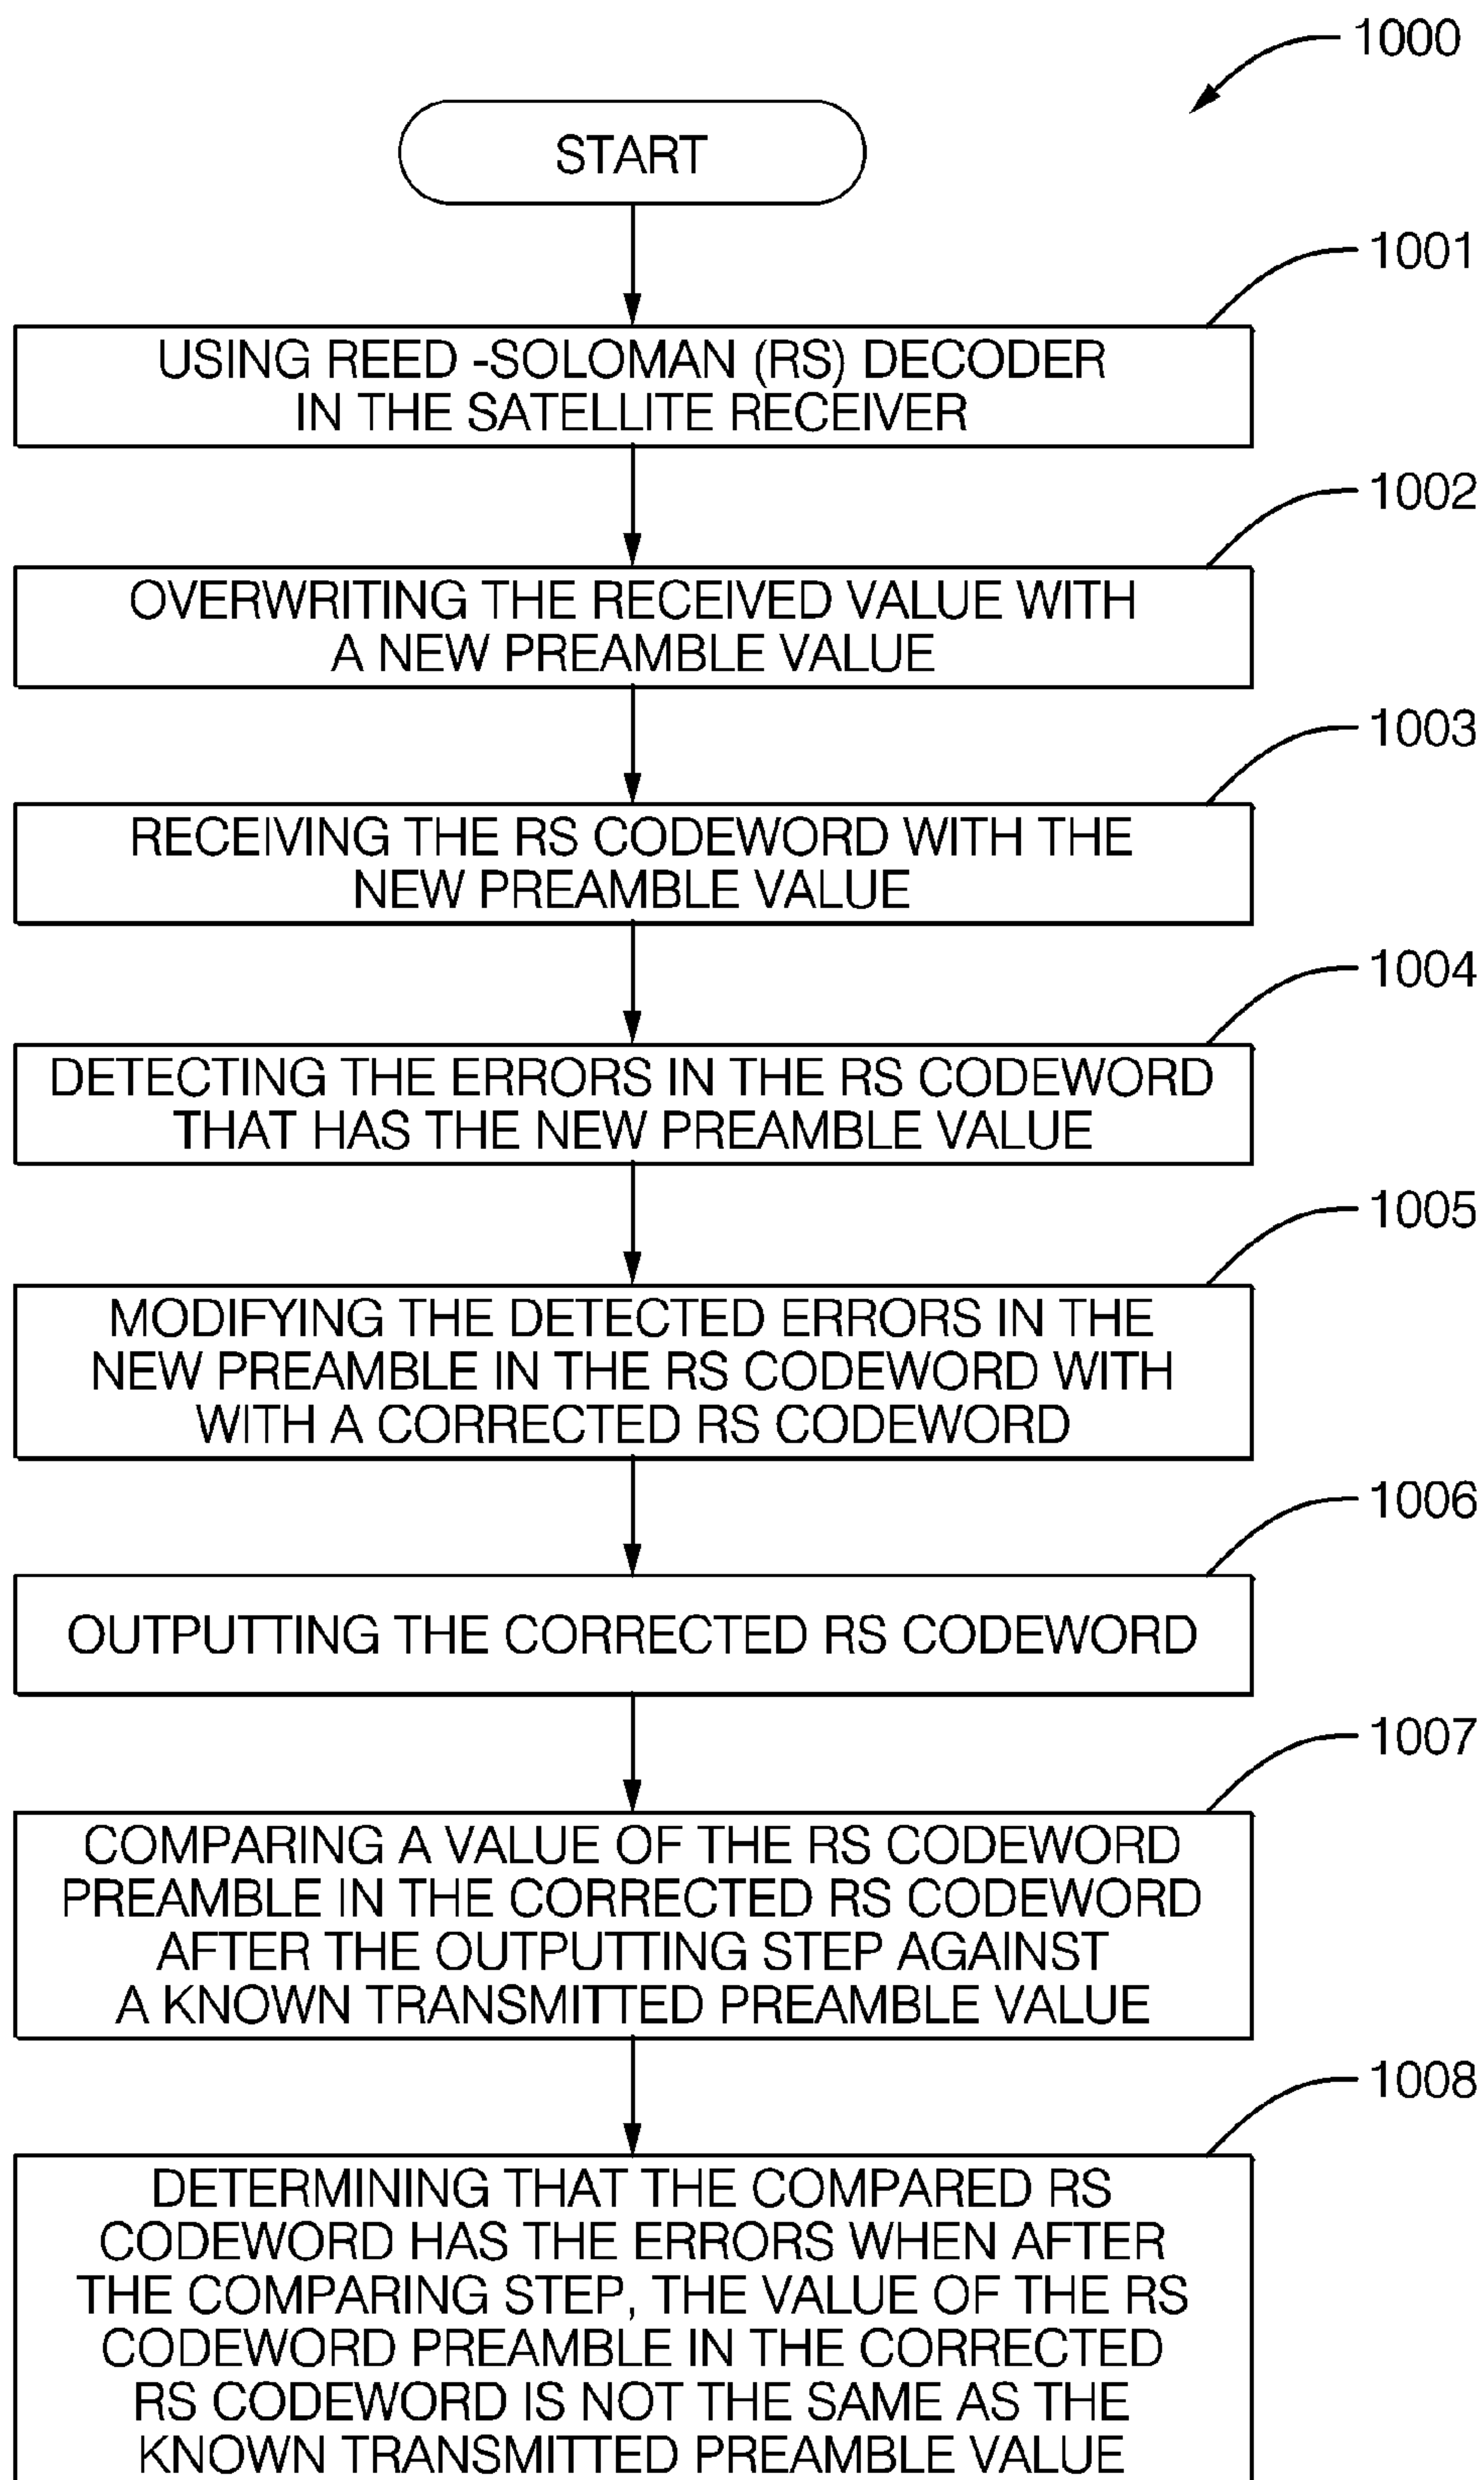 1000
START
1001
USING REED -SOLOMAN (RS) DECODER
IN THE SATELLITE RECEIVER
1002
OVERWRITING THE RECEIVED VALUE WITH
A NEW PREAMBLE VALUE
1003
RECEIVING THE RS CODEWORD WITH THE
NEW PREAMBLE VALUE
1004
DETECTING THE ERRORS IN THE RS CODEWORD
THAT HAS THE NEW PREAMBLE VALUE
1005
MODIFYING THE DETECTED ERRORS IN THE
NEW PREAMBLE IN THE RS CODEWORD WITH
WITH A CORRECTED RS CODEWORD
1006
OUTPUTTING THE CORRECTED RS CODEWORD
1007
COMPARING A VALUE OF THE RS CODEWORD
PREAMBLE IN THE CORRECTED RS CODEWORD
AFTER THE OUTPUTTING STEP AGAINST
A KNOWN TRANSMITTED PREAMBLE VALUE
1008
DETERMINING THAT THE COMPARED RS
CODEWORD HAS THE ERRORS WHEN AFTER
THE COMPARING STEP, THE VALUE OF THE RS
CODEWORD PREAMBLE IN THE CORRECTED
RS CODEWORD IS NOT THE SAME AS THE
KNOWN TRANSMITTED PREAMBLE VALUE